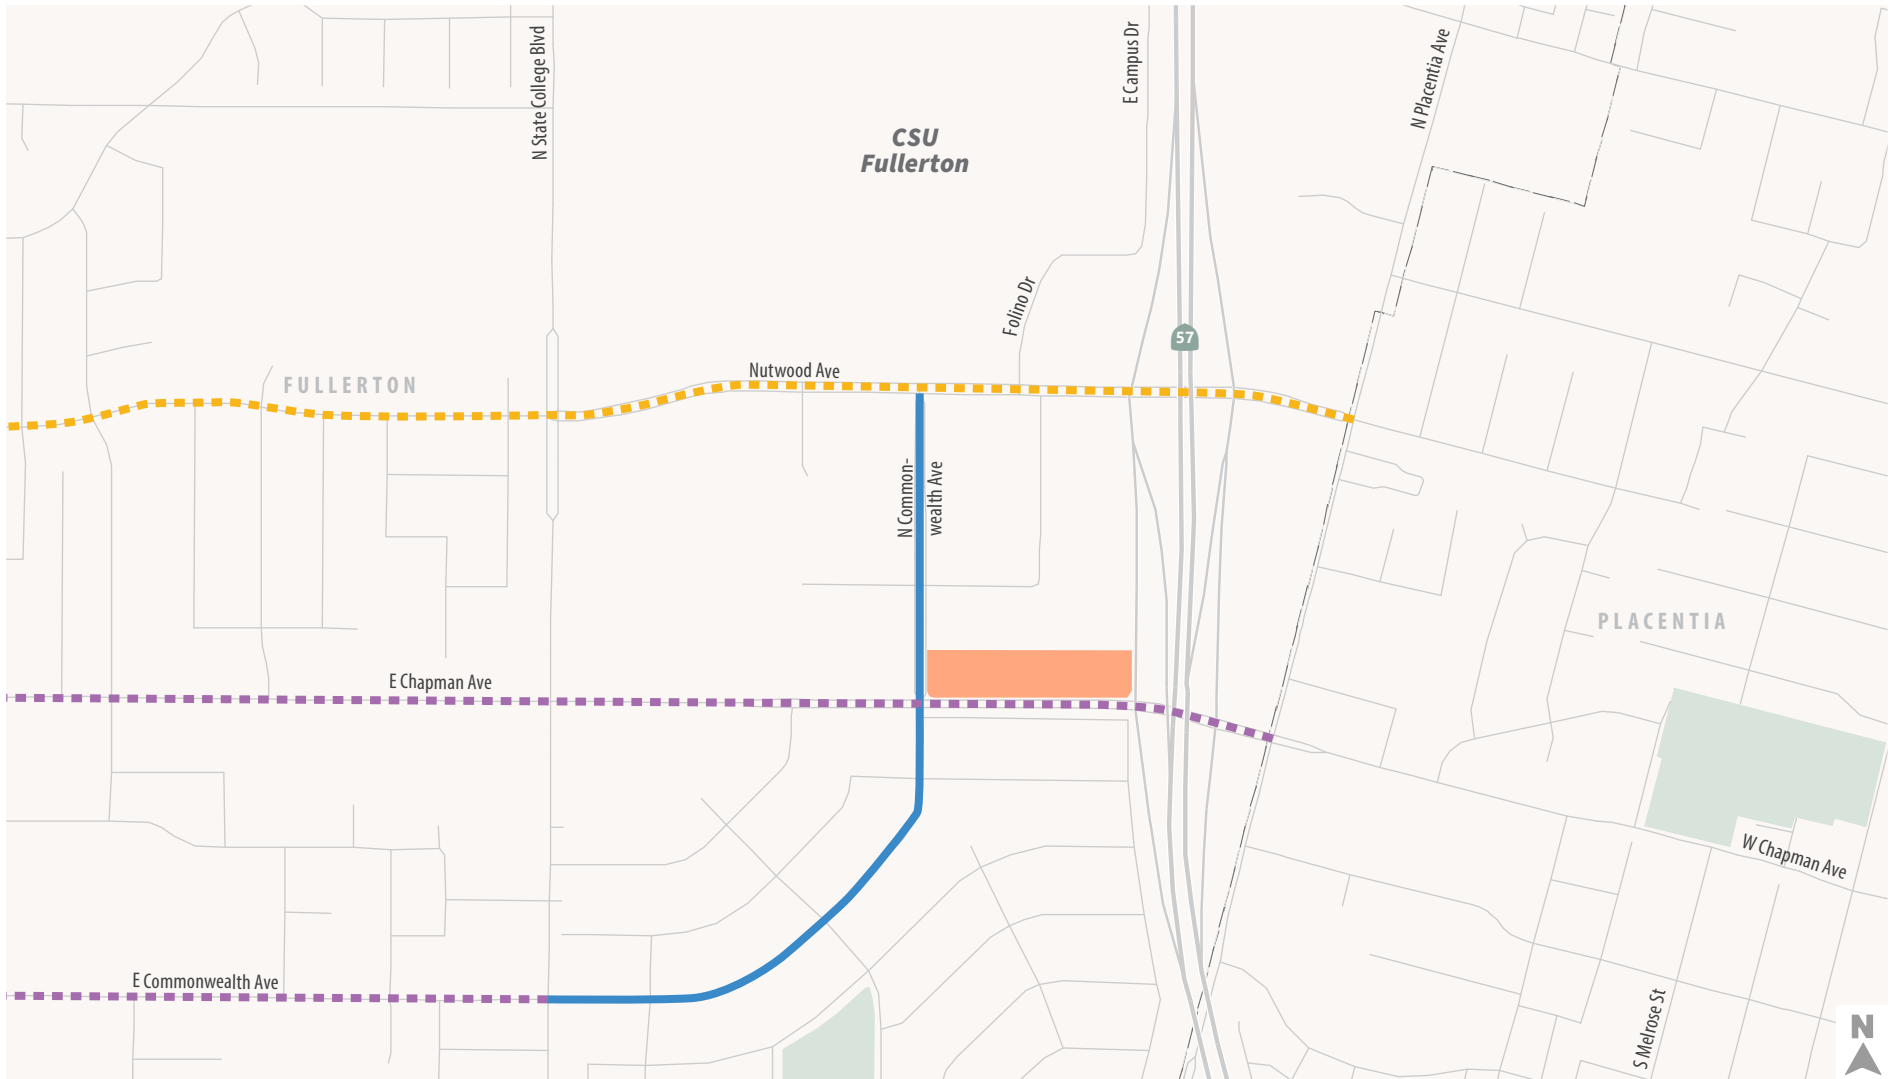 N State College Blvd
E Campus Dr
N Placentia Ave
CSU
Fullerton
Folino Dr
57
Nutwood Ave
FULLERTON
N Common-
wealth Ave
PLACENTIA
E Chapman Ave
W Chapman Ave
E Commonwealth Ave
S Melrose St
N